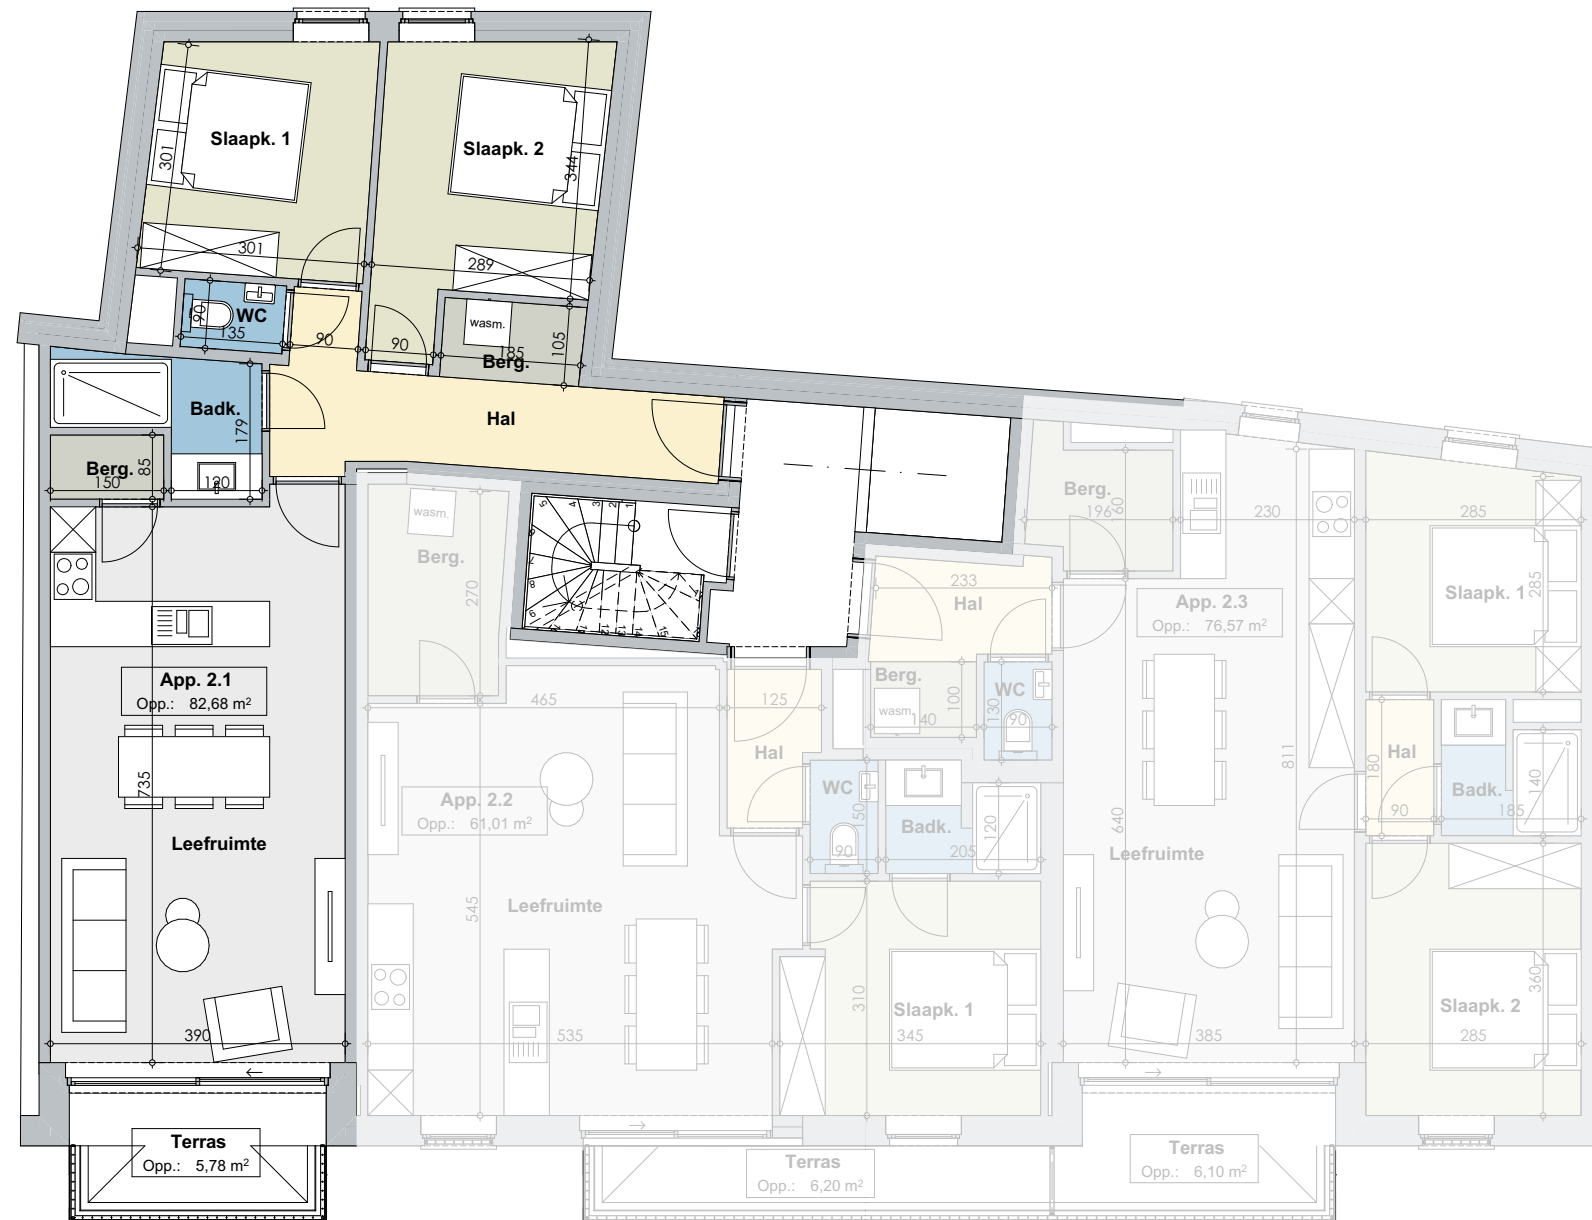 Slaapk. 1
301
301
Slaapk. 2
344
289
WC
90
135
90
90
wasm.
Berg.
185
105
Badk.
179
Hal
Berg.
85
150
120
App. 2.1
Opp.: 82,68 m²
735
Leefruimte
390
Terras
Opp.: 5,78 m²
wasm.
Berg.
270
465
125
Hal
App. 2.2
Opp.: 61,01 m²
Leefruimte
545
535
WC
150
90
Badk.
120
205
Slaapk. 1
310
345
Terras
Opp.: 6,20 m²
233
Hal
Berg.
wasm.
100
140
WC
130
90
Berg.
196
160
230
App. 2.3
Opp.: 76,57 m²
811
640
Leefruimte
385
285
Slaapk. 1
285
Hal
180
90
Badk.
140
185
Slaapk. 2
360
285
Terras
Opp.: 6,10 m²